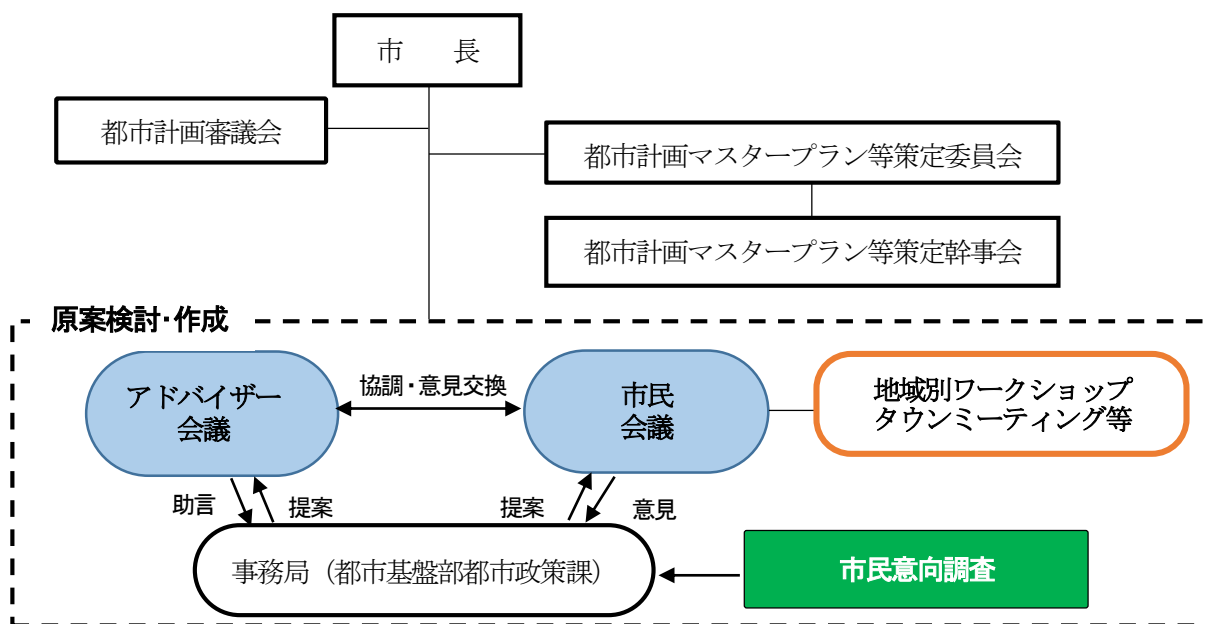 市　　長
都市計画審議会
都市計画マスタープラン等策定委員会
都市計画マスタープラン等策定幹事会
原案検討・作成
アドバイザー
会議
協調・意見交換
市民
会議
地域別ワークショップ
タウンミーティング等
助言
提案
提案
意見
事務局（都市基盤部都市政策課）
市民意向調査